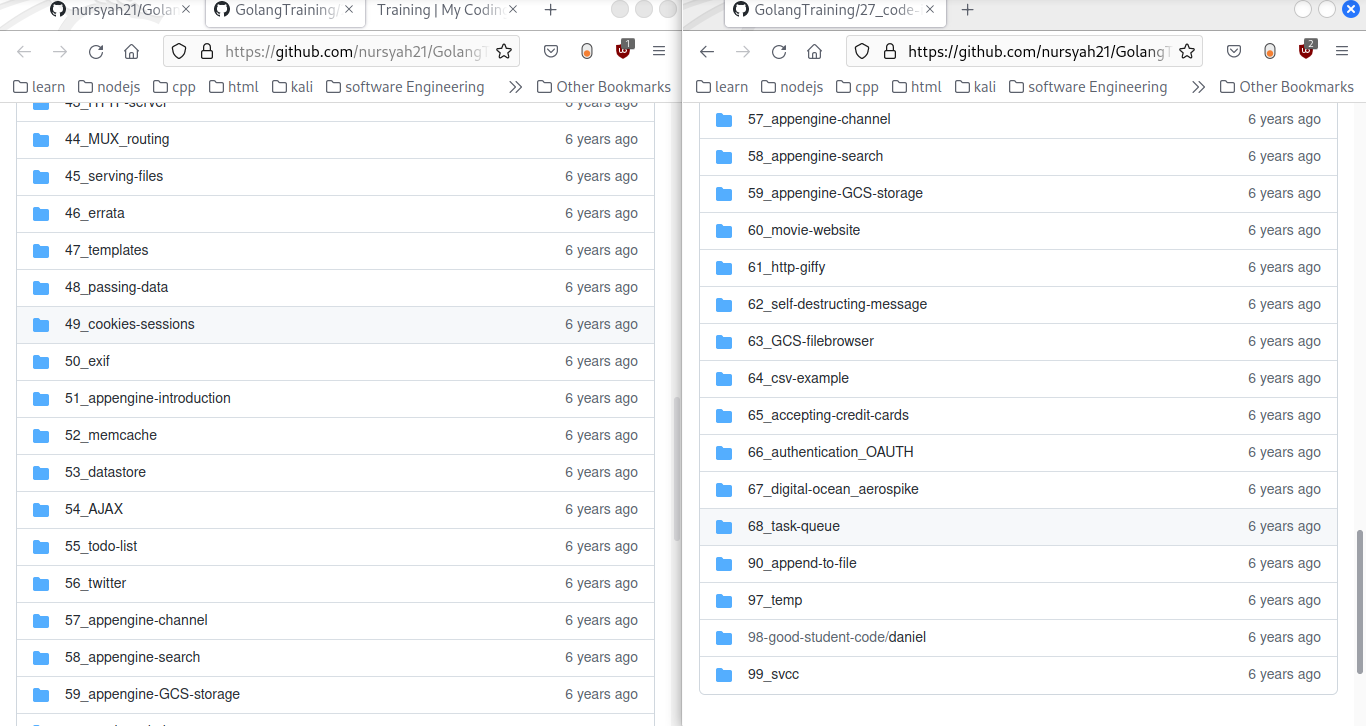 nursyah21/Golan
GolangTraining/
Training | My Codin
https://github.com/nursyah21/GolangT
1
learn nodejs cpp html kali software Engineering Other Bookmarks
43_HTTP-server 6 years ago
44_MUX_routing 6 years ago
45_serving-files 6 years ago
46_errata 6 years ago
47_templates 6 years ago
48_passing-data 6 years ago
49_cookies-sessions 6 years ago
50_exif 6 years ago
51_appengine-introduction 6 years ago
52_memcache 6 years ago
53_datastore 6 years ago
54_AJAX 6 years ago
55_todo-list 6 years ago
56_twitter 6 years ago
57_appengine-channel 6 years ago
58_appengine-search 6 years ago
59_appengine-GCS-storage 6 years ago
GolangTraining/27_code-
https://github.com/nursyah21/GolangT
2
learn nodejs cpp html kali software Engineering Other Bookmarks
57_appengine-channel 6 years ago
58_appengine-search 6 years ago
59_appengine-GCS-storage 6 years ago
60_movie-website 6 years ago
61_http-giffy 6 years ago
62_self-destructing-message 6 years ago
63_GCS-filebrowser 6 years ago
64_csv-example 6 years ago
65_accepting-credit-cards 6 years ago
66_authentication_OAUTH 6 years ago
67_digital-ocean_aerospike 6 years ago
68_task-queue 6 years ago
90_append-to-file 6 years ago
97_temp 6 years ago
98-good-student-code/daniel 6 years ago
99_svcc 6 years ago